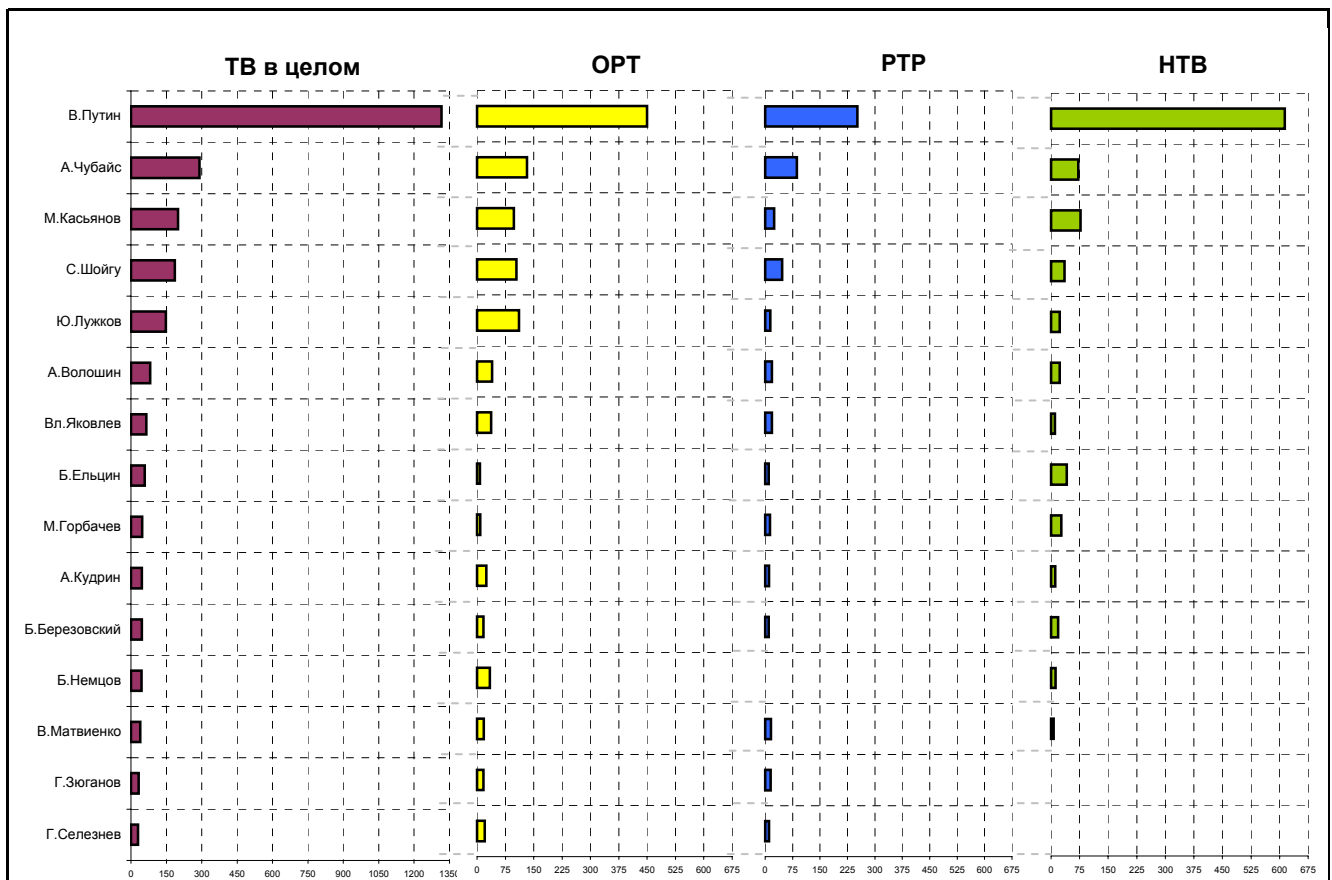 ТВ в целом ОРТ РТР НТВ
В.Путин
А.Чубайс
М.Касьянов
С.Шойгу
Ю.Лужков
А.Волошин
Вл.Яковлев
Б.Ельцин
М.Горбачев
А.Кудрин
Б.Березовский
Б.Немцов
В.Матвиенко
Г.Зюганов
Г.Селезнев
0 150 300 450 600 750 900 1050 1200 1350 0 75 150 225 300 375 450 525 600 675 0 75 150 225 300 375 450 525 600 675 0 75 150 225 300 375 450 525 600 675